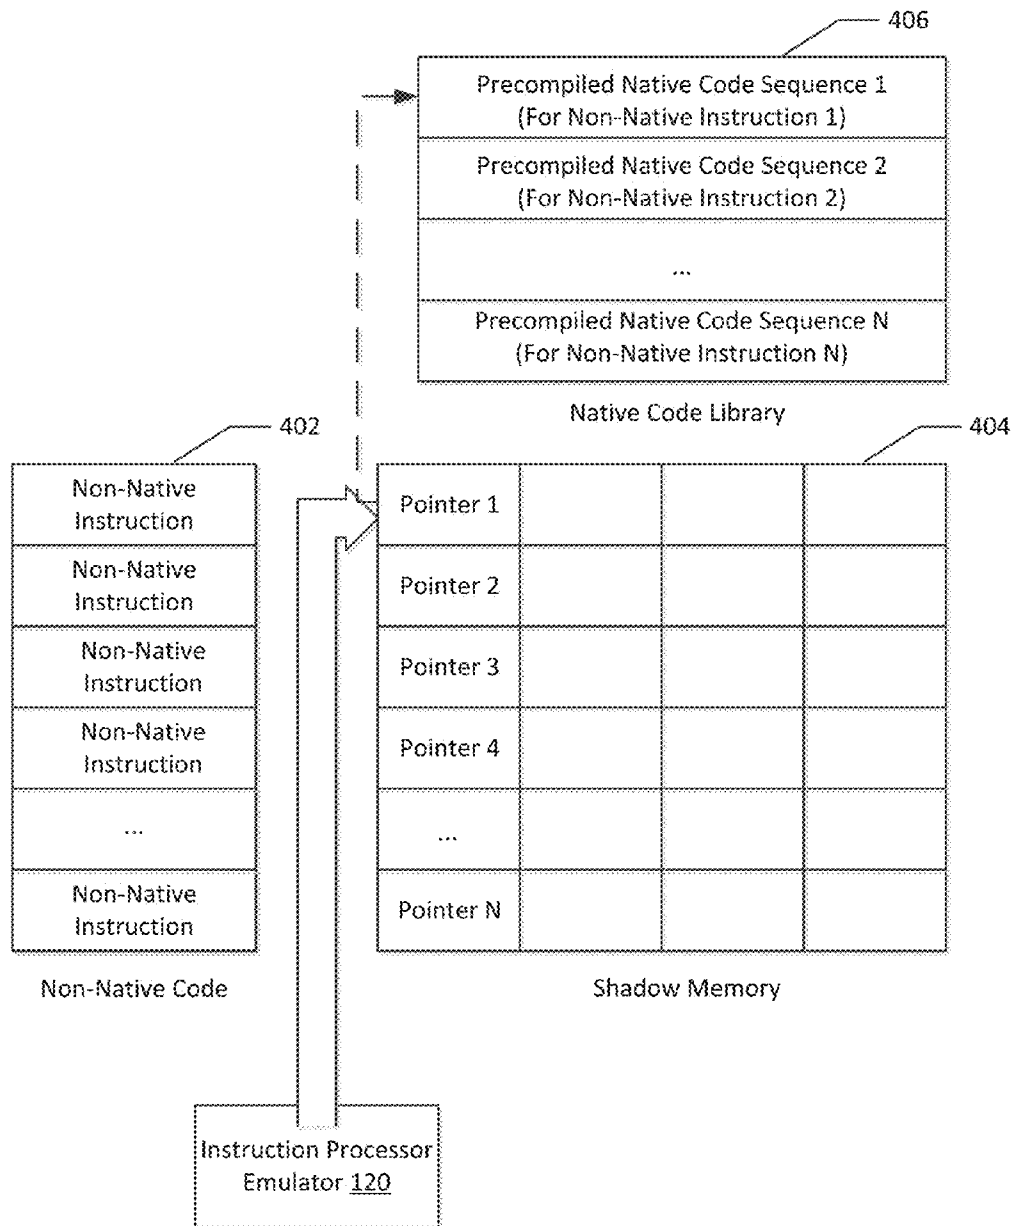 406
Precompiled Native Code Sequence 1
(For Non-Native Instruction 1)
Precompiled Native Code Sequence 2
(For Non-Native Instruction 2)
...
Precompiled Native Code Sequence N
(For Non-Native Instruction N)
Native Code Library
402
404
Non-Native
Instruction
Non-Native
Instruction
Non-Native
Instruction
Non-Native
Instruction
...
Non-Native
Instruction
Non-Native Code
Pointer 1
Pointer 2
Pointer 3
Pointer 4
...
Pointer N
Shadow Memory
Instruction Processor
Emulator 120